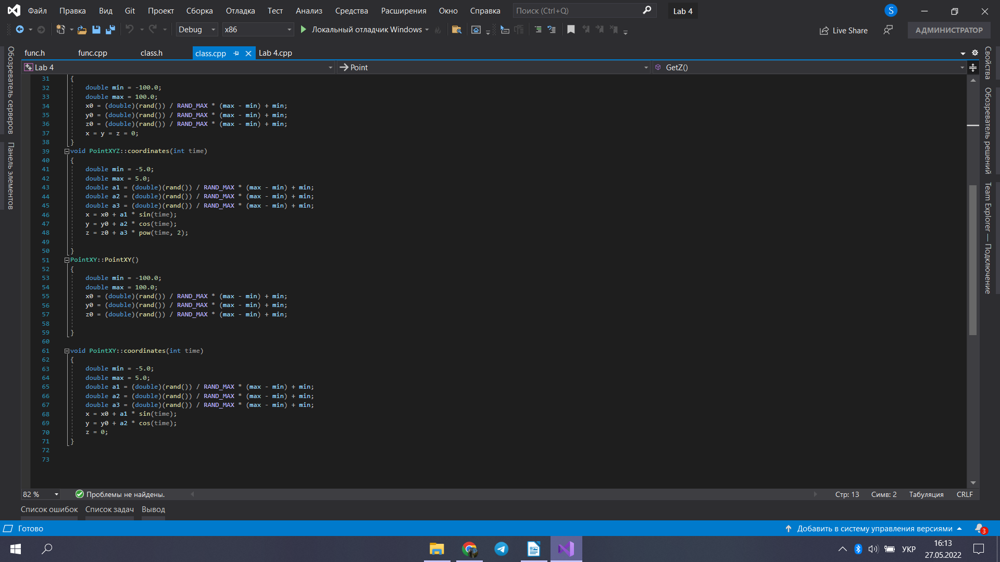 Файл Правка Вид Git Проект Сборка Отладка Тест Анализ Средства Расширения Окно Справка Поиск (Ctrl+Q) Lab 4 S
Debug x86 Локальный отладчик Windows Live Share АДМИНИСТРАТОР
func.h func.cpp class.h class.cpp Lab 4.cpp
Lab 4 Point GetZ()
Обозреватель серверов
Панель элементов
31 {
32 double min = -100.0;
33 double max = 100.0;
34 x0 = (double)(rand()) / RAND_MAX * (max - min) + min;
35 y0 = (double)(rand()) / RAND_MAX * (max - min) + min;
36 z0 = (double)(rand()) / RAND_MAX * (max - min) + min;
37 x = y = z = 0;
38 }
39 void PointXYZ::coordinates(int time)
40 {
41 double min = -5.0;
42 double max = 5.0;
43 double a1 = (double)(rand()) / RAND_MAX * (max - min) + min;
44 double a2 = (double)(rand()) / RAND_MAX * (max - min) + min;
45 double a3 = (double)(rand()) / RAND_MAX * (max - min) + min;
46 x = x0 + a1 * sin(time);
47 y = y0 + a2 * cos(time);
48 z = z0 + a3 * pow(time, 2);
49
50 }
51 PointXY::PointXY()
52 {
53 double min = -100.0;
54 double max = 100.0;
55 x0 = (double)(rand()) / RAND_MAX * (max - min) + min;
56 y0 = (double)(rand()) / RAND_MAX * (max - min) + min;
57 z0 = (double)(rand()) / RAND_MAX * (max - min) + min;
58
59 }
60
61 void PointXY::coordinates(int time)
62 {
63 double min = -5.0;
64 double max = 5.0;
65 double a1 = (double)(rand()) / RAND_MAX * (max - min) + min;
66 double a2 = (double)(rand()) / RAND_MAX * (max - min) + min;
67 double a3 = (double)(rand()) / RAND_MAX * (max - min) + min;
68 x = x0 + a1 * sin(time);
69 y = y0 + a2 * cos(time);
70 z = 0;
71 }
72
73
Свойства
Обозреватель решений
Team Explorer — Подключение
82 % Проблемы не найдены. Стр: 13 Симв: 2 Табуляция CRLF
Список ошибок Список задач Вывод
Готово Добавить в систему управления версиями 3
УКР 16:13
27.05.2022